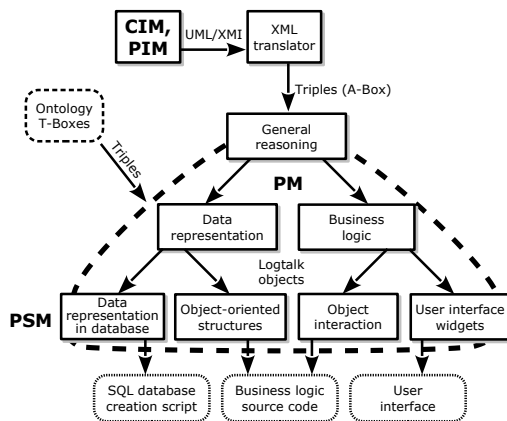 CIM,
PIM
UML/XMI
XML
translator
Triples (A-Box)
Ontology
T-Boxes
Triples
General
reasoning
PM
Data
representation
Business
logic
Logtalk
objects
PSM
Data
representation
in database
Object-oriented
structures
Object
interaction
User interface
widgets
SQL database
creation script
Business logic
source code
User
interface